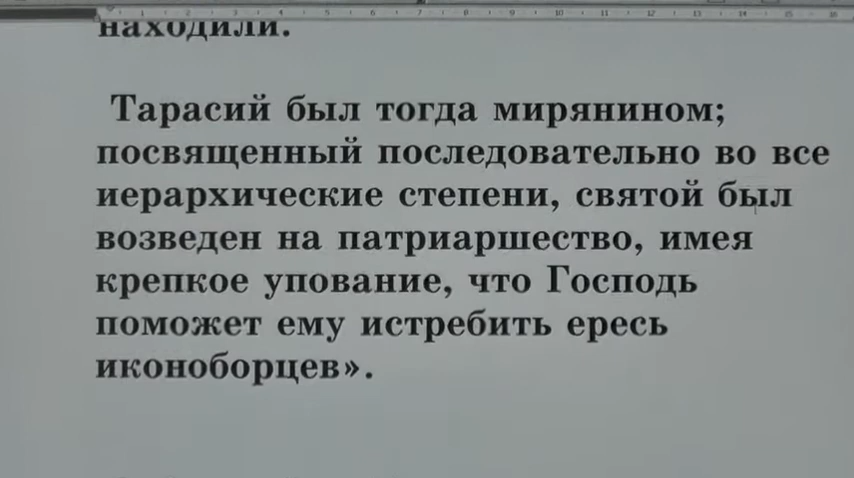 находили.
Тарасий был тогда мирянином;
посвященный последовательно во все
иерархические степени, святой был
возведен на патриаршество, имея
крепкое упование, что Господь
поможет ему истребить ересь
иконоборцев».